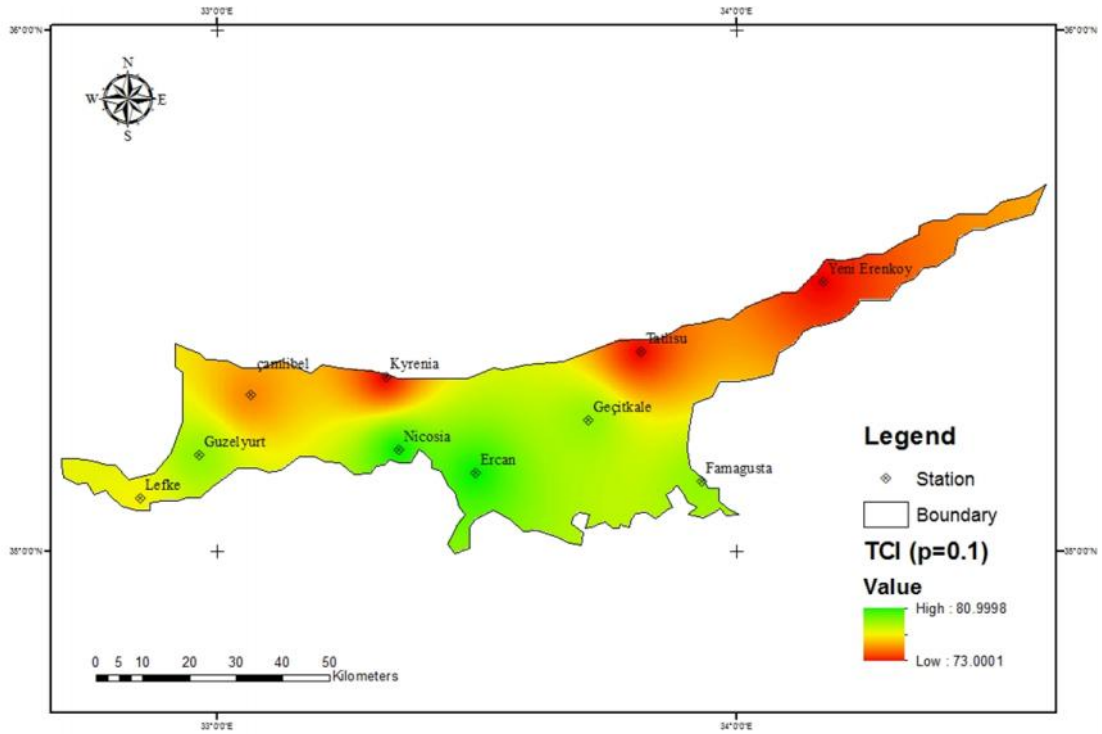 33°0'0"E 34°0'0"E
36°0'0"N 36°0'0"N
N
W E
S
Yeni Erenkoy
Tatlisu
çamlibel
Kyrenia
Geçitkale
Guzelyurt
Nicosia
Ercan
Famagusta
Lefke
Legend
Station
Boundary
TCI (p=0.1)
Value
High : 80.9998
Low : 73.0001
35°0'0"N 35°0'0"N
0 5 10 20 30 40 50
Kilometers
33°0'0"E 34°0'0"E